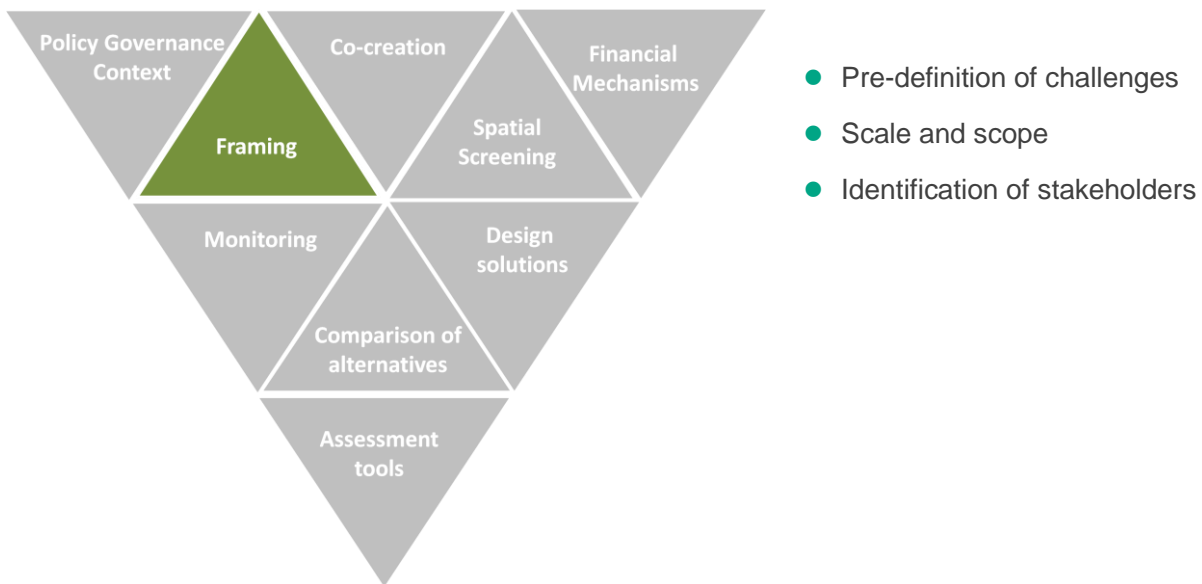 Policy Governance
Context
Framing
Co-creation
Spatial
Screening
Financial
Mechanisms
Monitoring
Comparison of
alternatives
Design
solutions
Assessment
tools
Pre-definition of challenges
Scale and scope
Identification of stakeholders